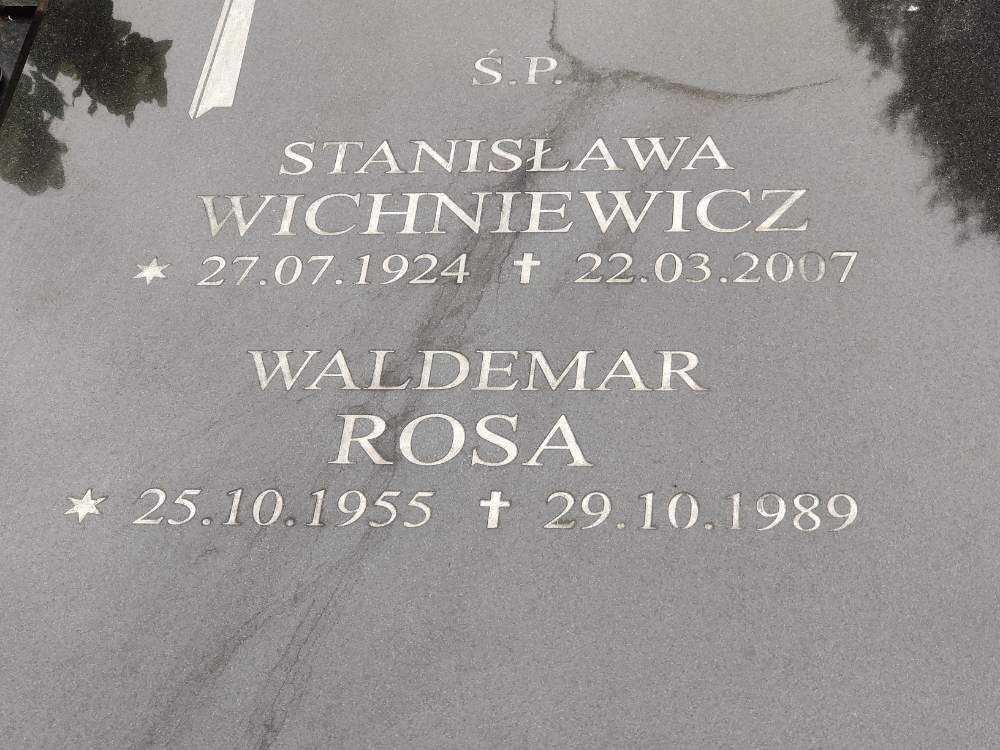 Ś.P.
STANISŁAWA
WICHNIEWICZ
* 27.07.1924 ✝ 22.03.2007
WALDEMAR
ROSA
* 25.10.1955 ✝ 29.10.1989